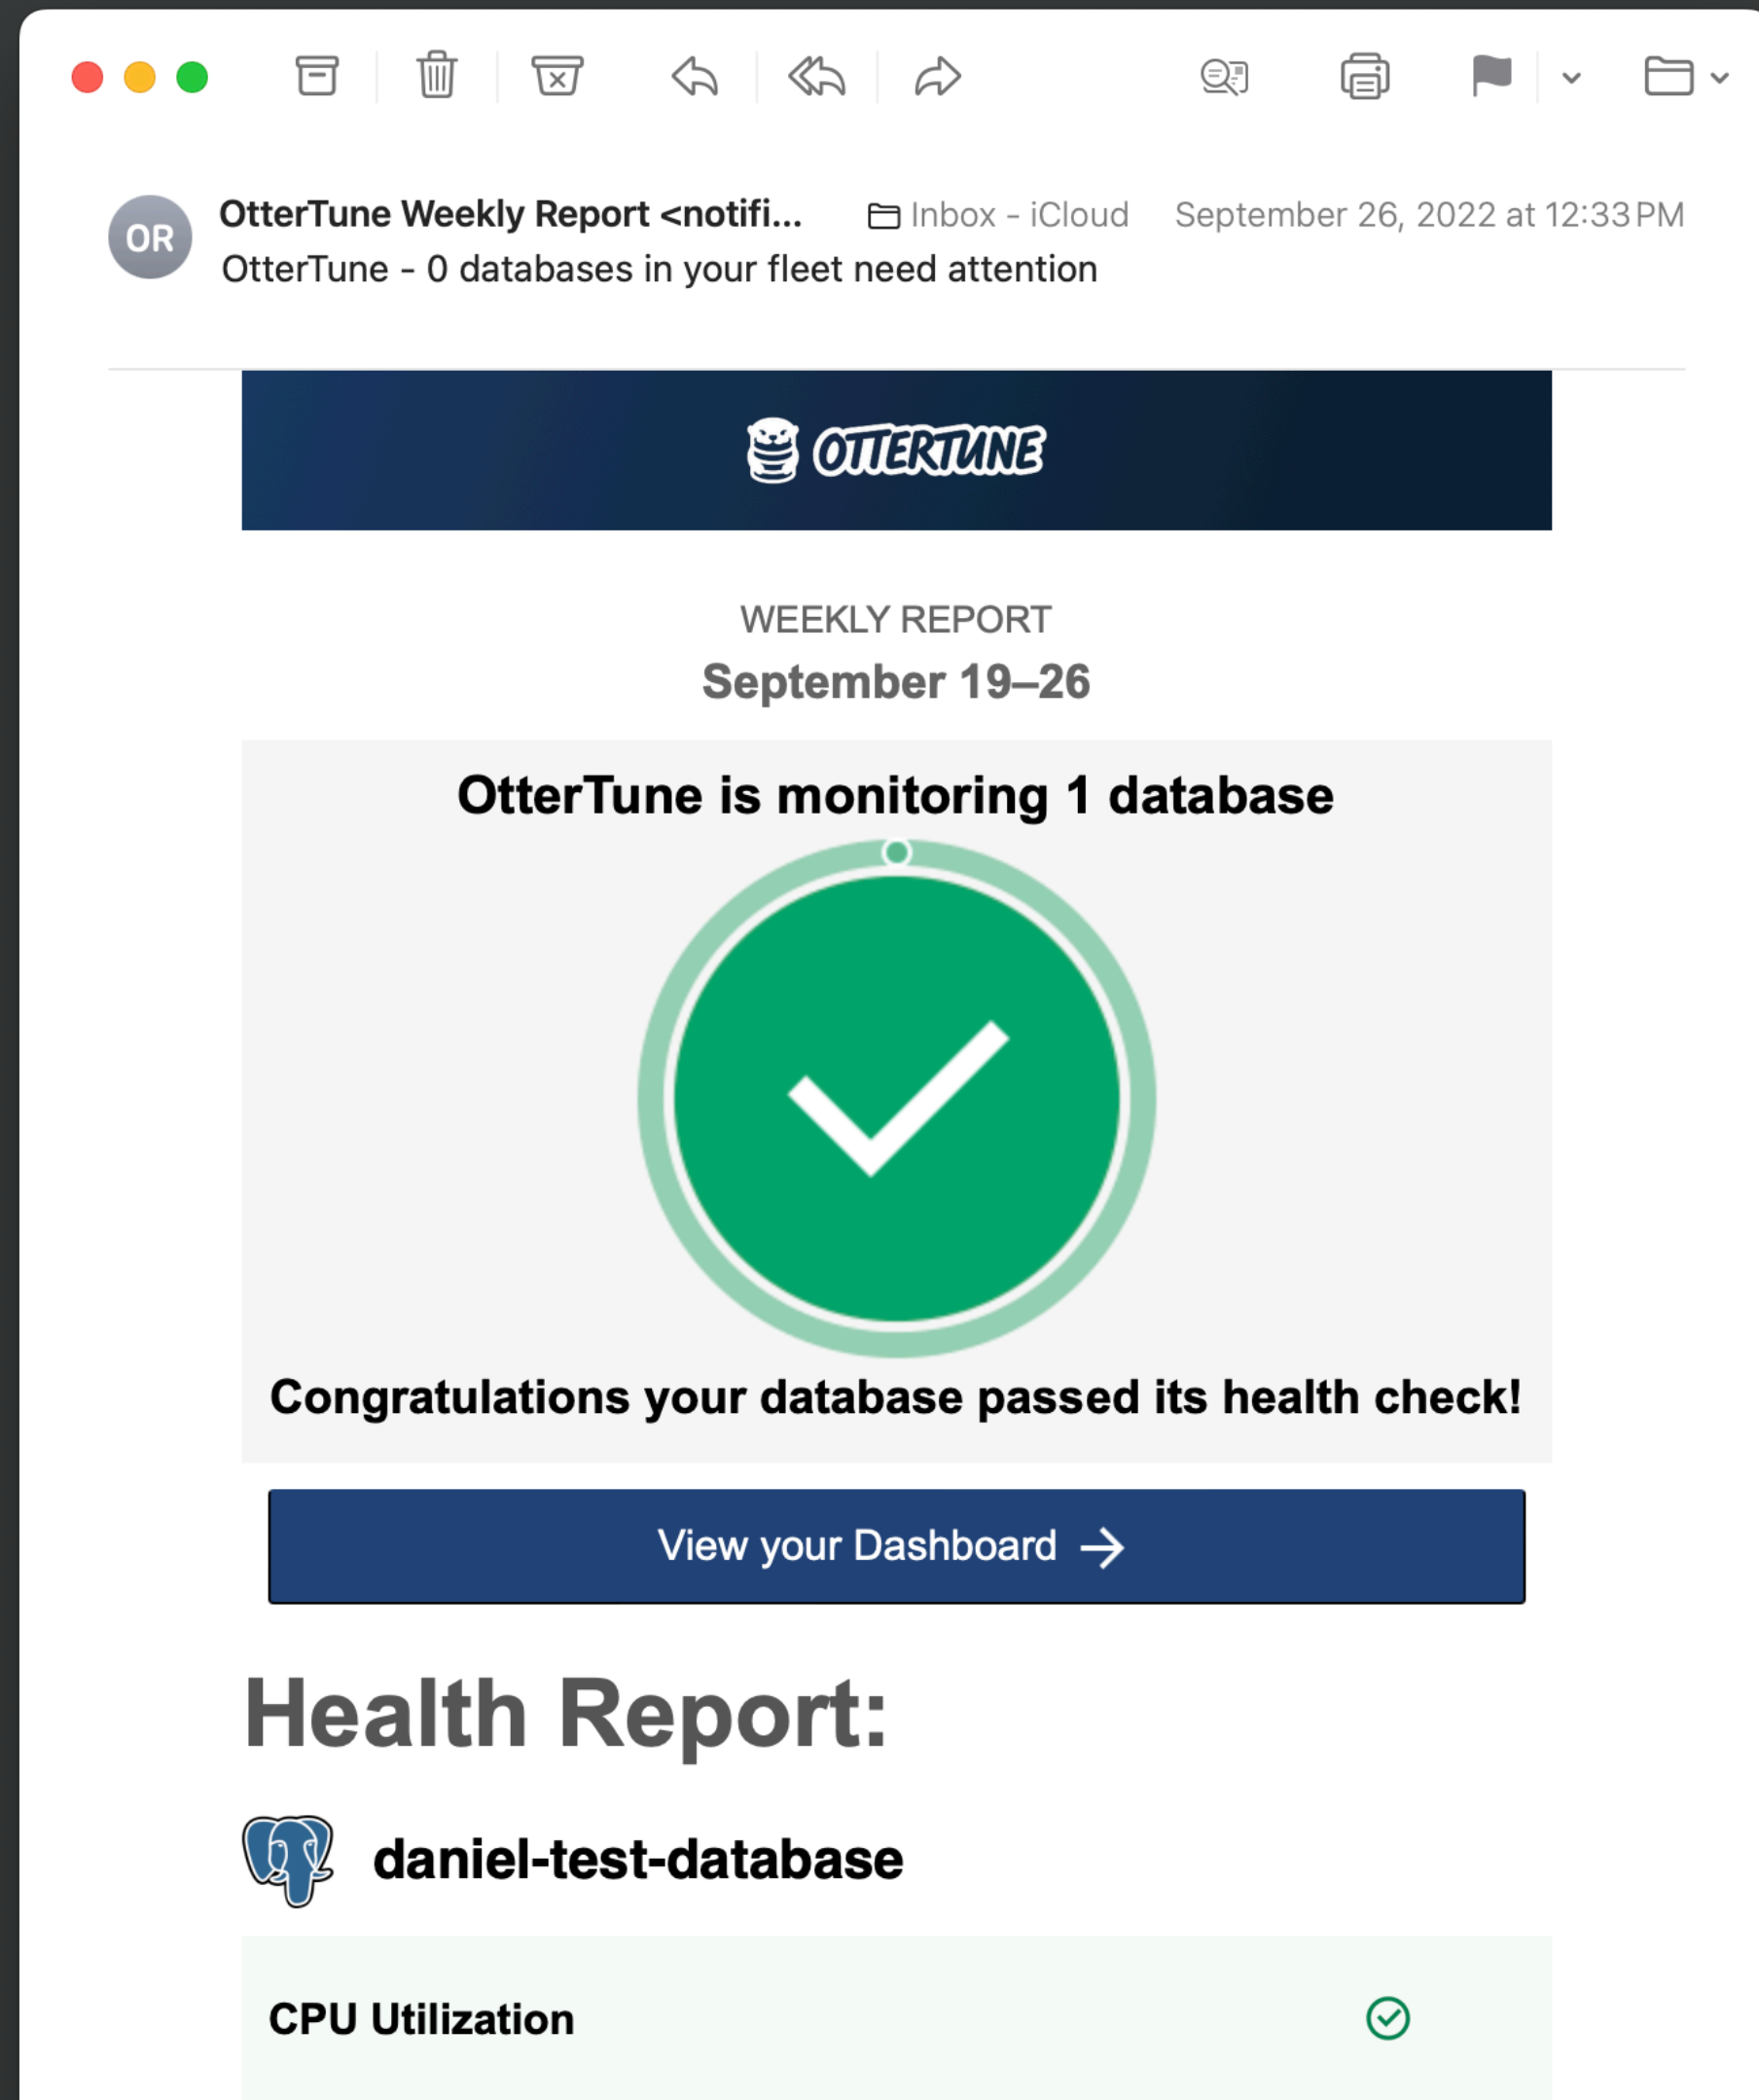 OR
OtterTune Weekly Report <notifi... Inbox - iCloud September 26, 2022 at 12:33 PM
OtterTune - 0 databases in your fleet need attention
OTTERTUNE
WEEKLY REPORT
September 19–26
OtterTune is monitoring 1 database
Congratulations your database passed its health check!
View your Dashboard →
Health Report:
daniel-test-database
CPU Utilization